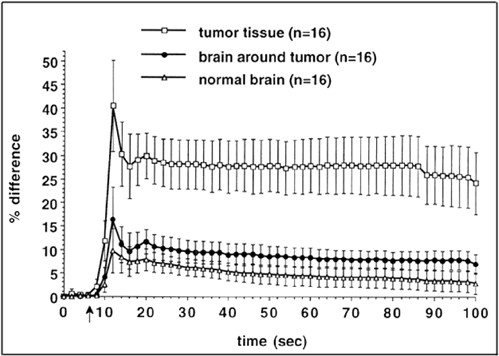 tumor tissue (n=16)
brain around tumor (n=16)
normal brain (n=16)
% difference
50
45
40
35
30
25
20
15
10
5
0
0 10 20 30 40 50 60 70 80 90 100
time (sec)